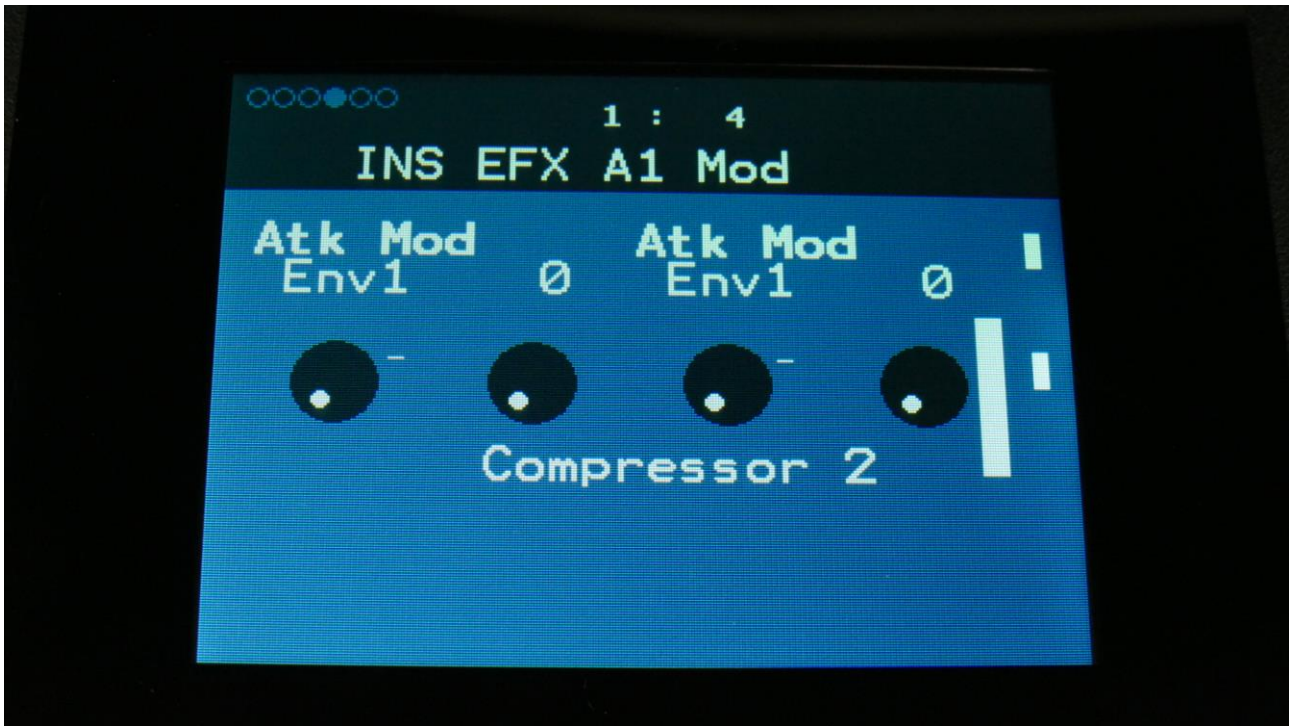 1 : 4
INS EFX A1 Mod
Atk Mod Atk Mod
Env1 0 Env1 0
Compressor 2